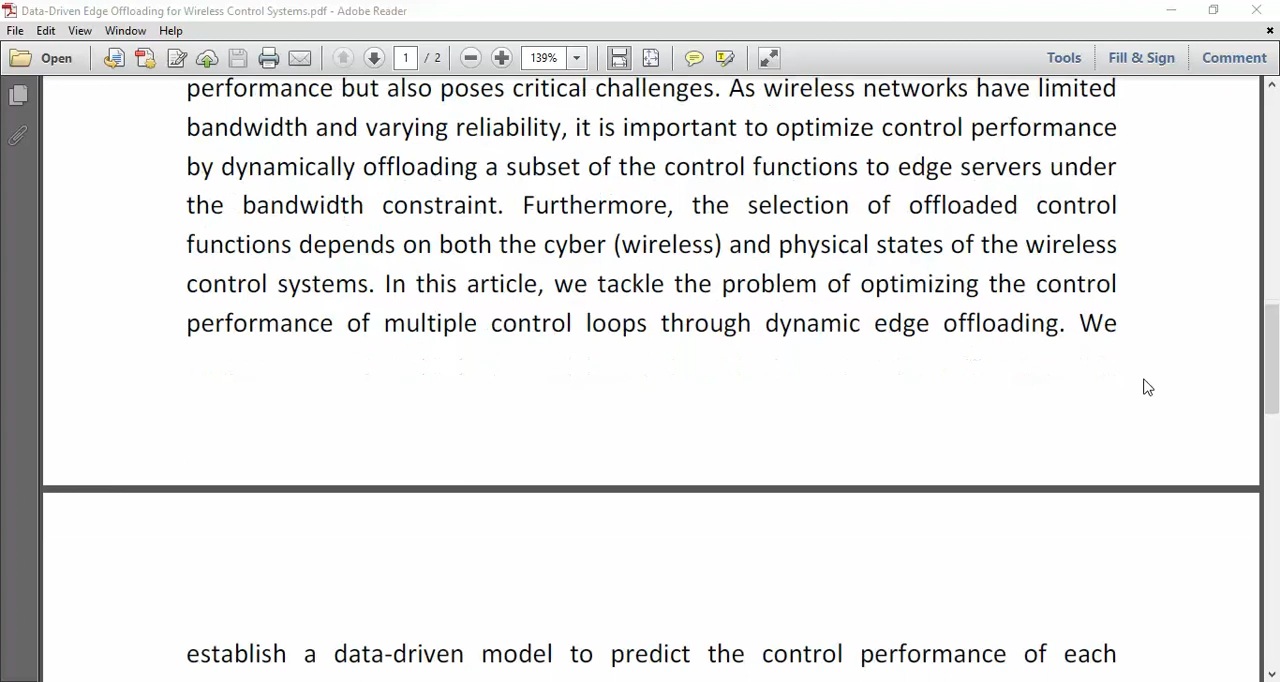 Data-Driven Edge Offloading for Wireless Control Systems.pdf - Adobe Reader
File Edit View Window Help
Open 1 / 2 139% Tools Fill & Sign Comment
performance but also poses critical challenges. As wireless networks have limited
bandwidth and varying reliability, it is important to optimize control performance
by dynamically offloading a subset of the control functions to edge servers under
the bandwidth constraint. Furthermore, the selection of offloaded control
functions depends on both the cyber (wireless) and physical states of the wireless
control systems. In this article, we tackle the problem of optimizing the control
performance of multiple control loops through dynamic edge offloading. We
establish a data-driven model to predict the control performance of each